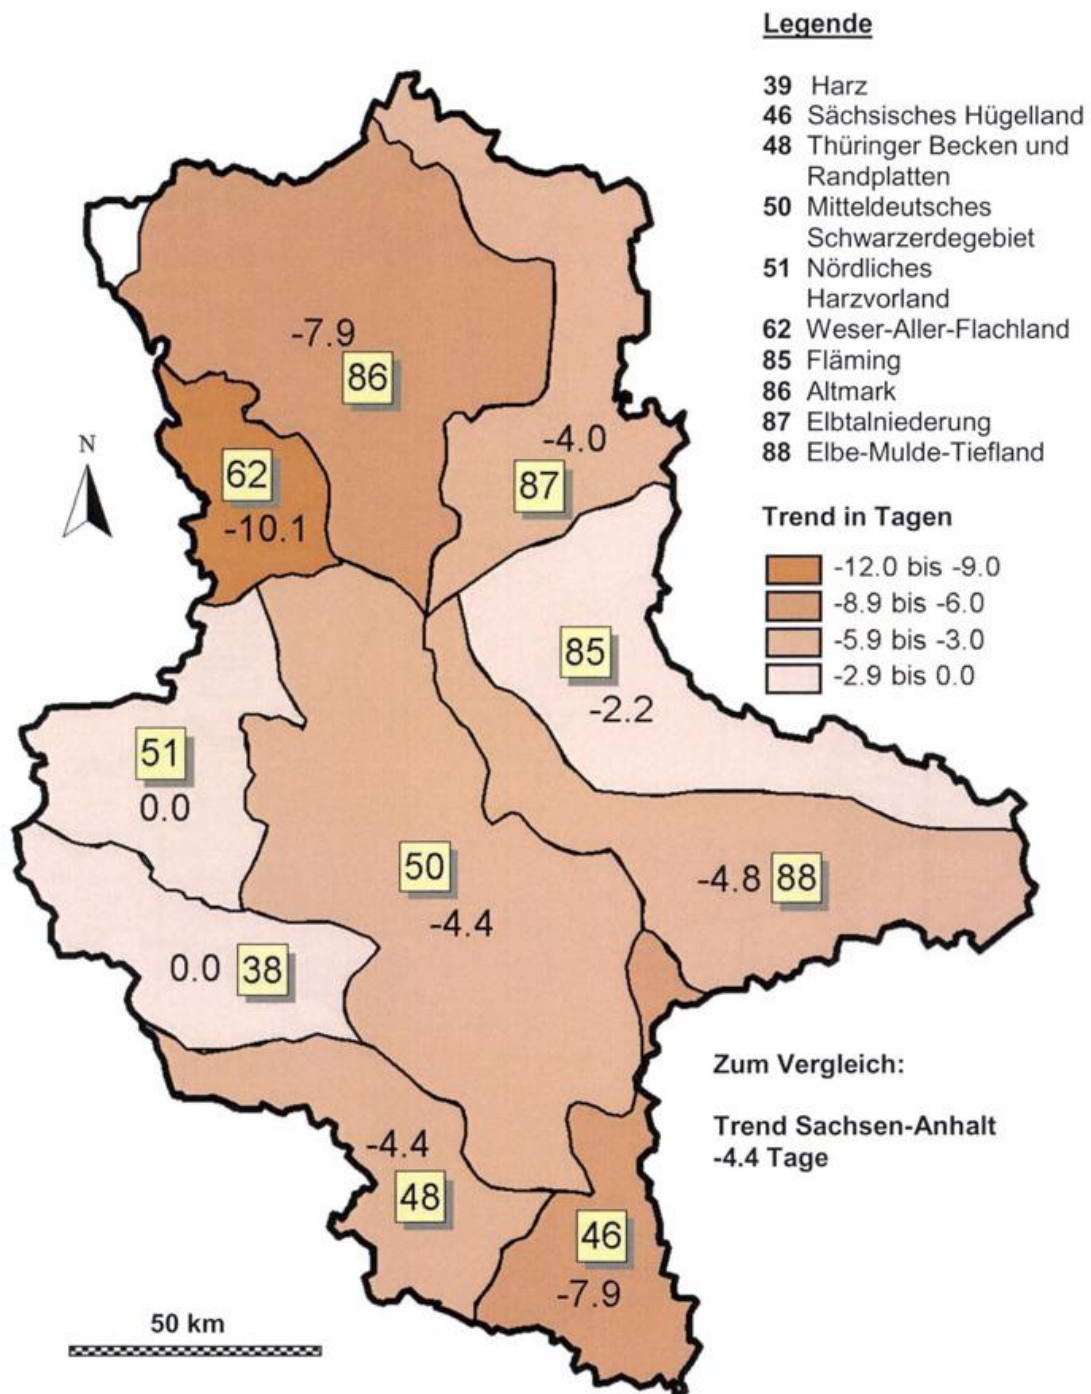 Legende
39 Harz
46 Sächsisches Hügelland
48 Thüringer Becken und
Randplatten
50 Mitteldeutsches
Schwarzerdegebiet
51 Nördliches
Harzvorland
62 Weser-Aller-Flachland
85 Fläming
86 Altmark
87 Elbtalniederung
88 Elbe-Mulde-Tiefland
Trend in Tagen
-12.0 bis -9.0
-8.9 bis -6.0
-5.9 bis -3.0
-2.9 bis 0.0
-7.9
86
N
62
-10.1
-4.0
87
85
-2.2
51
0.0
50
-4.4
-4.8 88
0.0 38
-4.4
48
46
-7.9
Zum Vergleich:
Trend Sachsen-Anhalt
-4.4 Tage
50 km